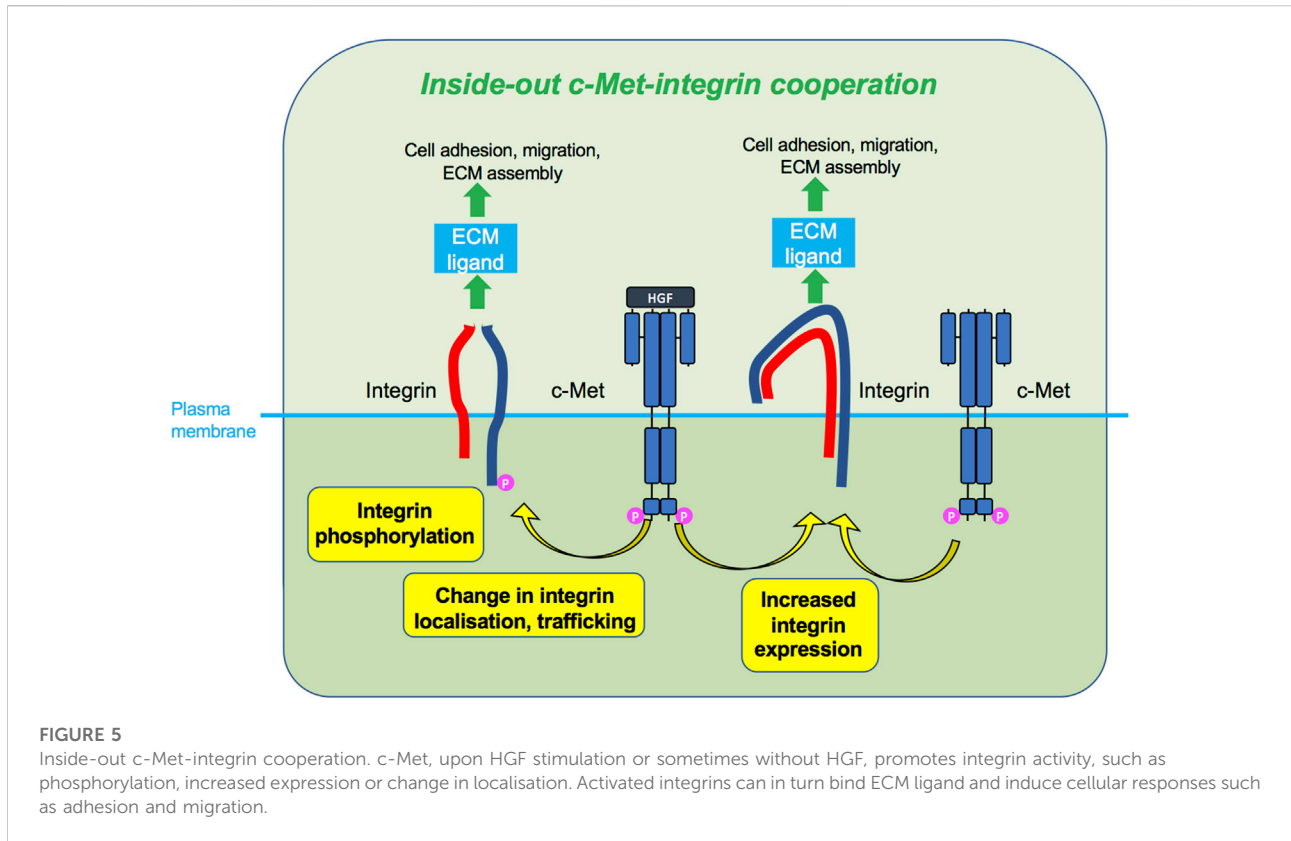 Inside-out c-Met-integrin cooperation
Cell adhesion, migration,
ECM assembly
Cell adhesion, migration,
ECM assembly
ECM
ligand
ECM
ligand
HGF
Integrin
c-Met
Integrin
c-Met
Plasma
membrane
P
P
P
P
P
Integrin
phosphorylation
Change in integrin
localisation, trafficking
Increased
integrin
expression
FIGURE 5
Inside-out c-Met-integrin cooperation. c-Met, upon HGF stimulation or sometimes without HGF, promotes integrin activity, such as
phosphorylation, increased expression or change in localisation. Activated integrins can in turn bind ECM ligand and induce cellular responses such
as adhesion and migration.